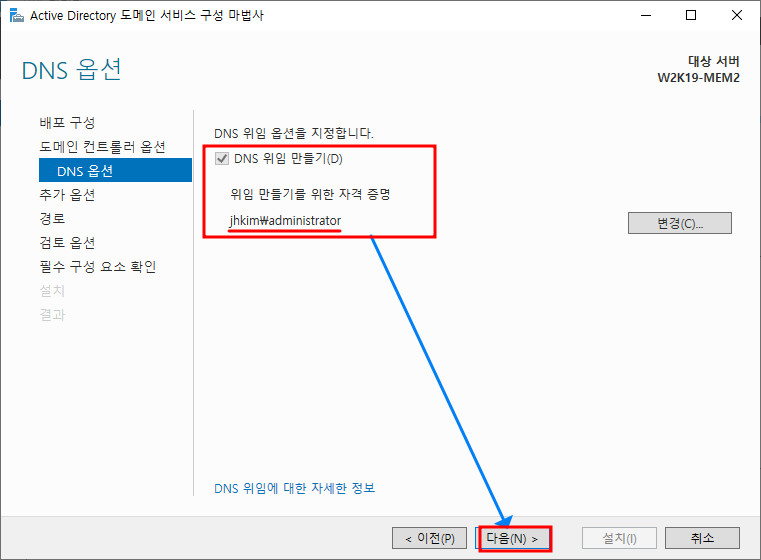 Active Directory 도메인 서비스 구성 마법사
DNS 옵션
대상 서버
W2K19-MEM2
배포 구성
도메인 컨트롤러 옵션
DNS 옵션
추가 옵션
경로
검토 옵션
필수 구성 요소 확인
설치
결과
DNS 위임 옵션을 지정합니다.
DNS 위임 만들기(D)
위임 만들기를 위한 자격 증명
jhkim₩administrator
변경(C)...
DNS 위임에 대한 자세한 정보
< 이전(P)
다음(N) >
설치(I)
취소